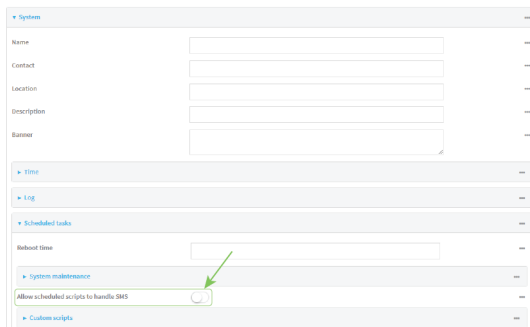 System
Name
Contact
Location
Description
Banner
Time
Log
Scheduled tasks
Reboot time
System maintenance
Allow scheduled scripts to handle SMS
Custom scripts